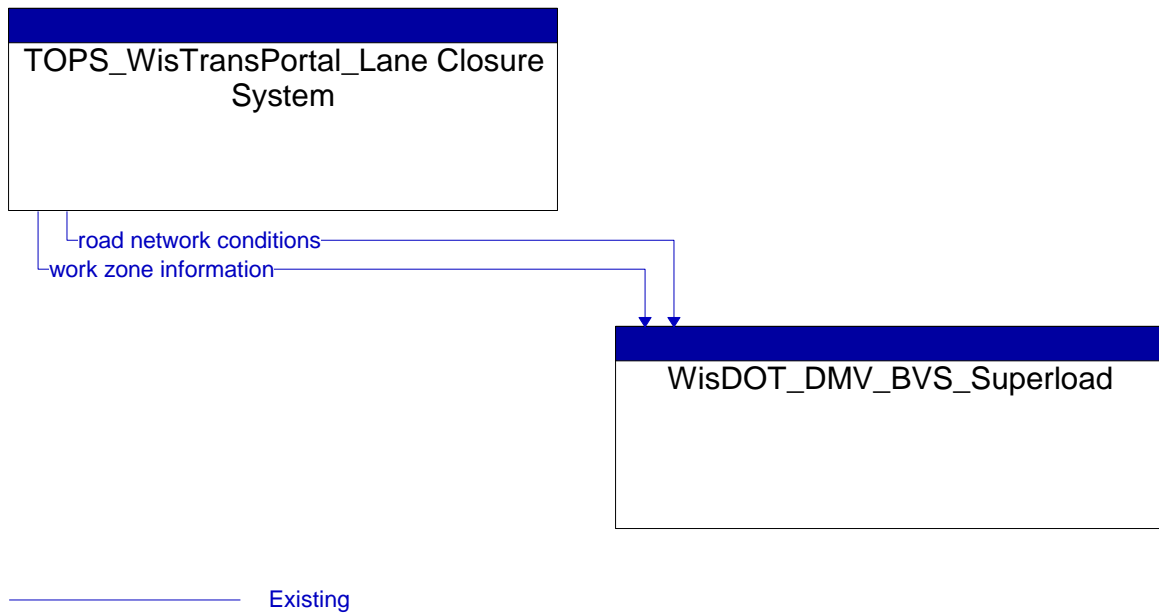 TOPS_WisTransPortal_Lane Closure
System
road network conditions
work zone information
WisDOT_DMV_BVS_Superload
Existing